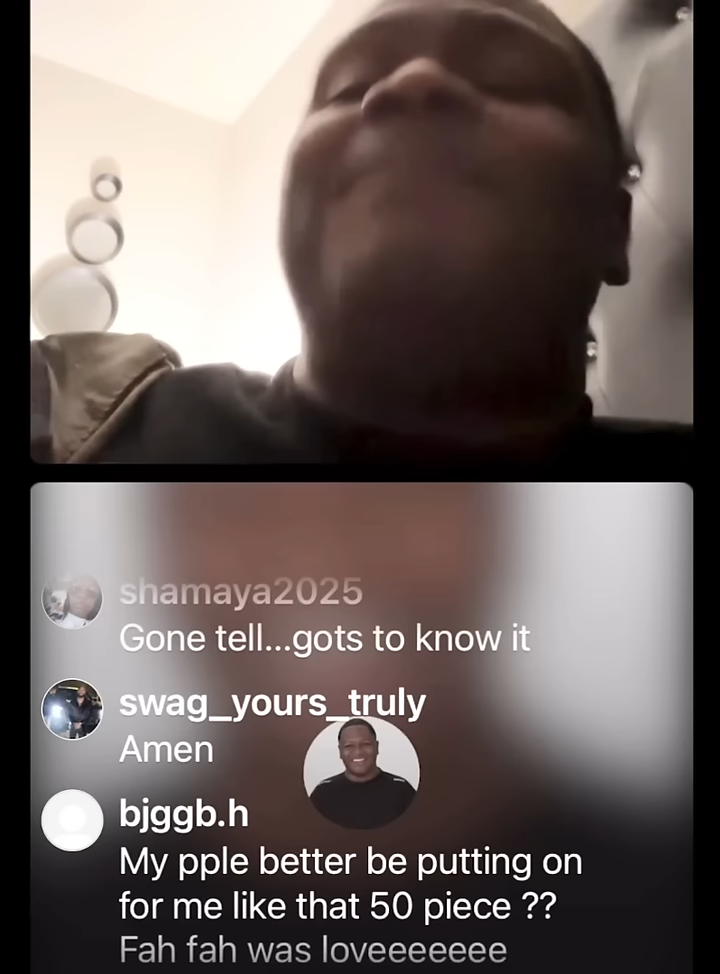 shamaya2025
Gone tell...gots to know it
swag_yours_truly
Amen
bjggb.h
My pple better be putting on
for me like that 50 piece ??
Fah fah was loveeeeeee